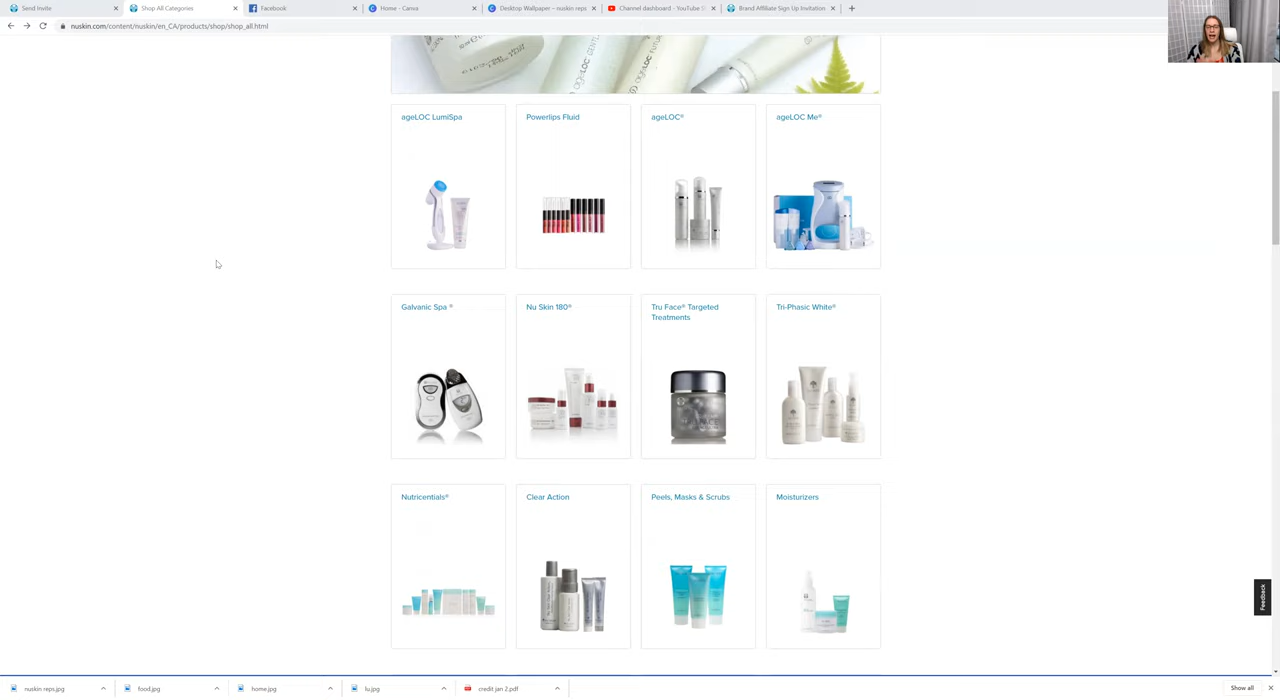 Send Invite
Shop All Categories
Facebook
Home - Canva
Desktop Wallpaper – nuskin reps
Channel dashboard - YouTube S
Brand Affiliate Sign Up Invitation
nuskin.com/content/nuskin/en_CA/products/shop/shop_all.html
ageLOC LumiSpa
Powerlips Fluid
ageLOC®
ageLOC Me®
Galvanic Spa ®
Nu Skin 180®
Tru Face® Targeted
Treatments
Tri-Phasic White®
Nutricentials®
Clear Action
Peels, Masks & Scrubs
Moisturizers
Feedback
nuskin reps.jpg
food.jpg
home.jpg
lu.jpg
credit jan 2.pdf
Show all